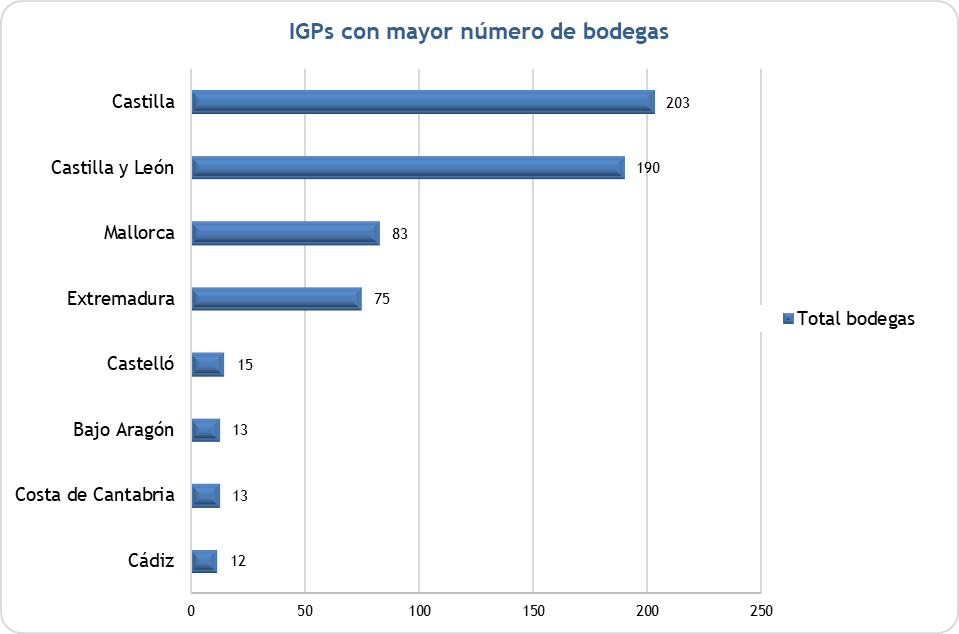 IGPs con mayor número de bodegas
Castilla 203
Castilla y León 190
Mallorca 83
Extremadura 75
Total bodegas
Castelló 15
Bajo Aragón 13
Costa de Cantabria 13
Cádiz 12
0 50 100 150 200 250